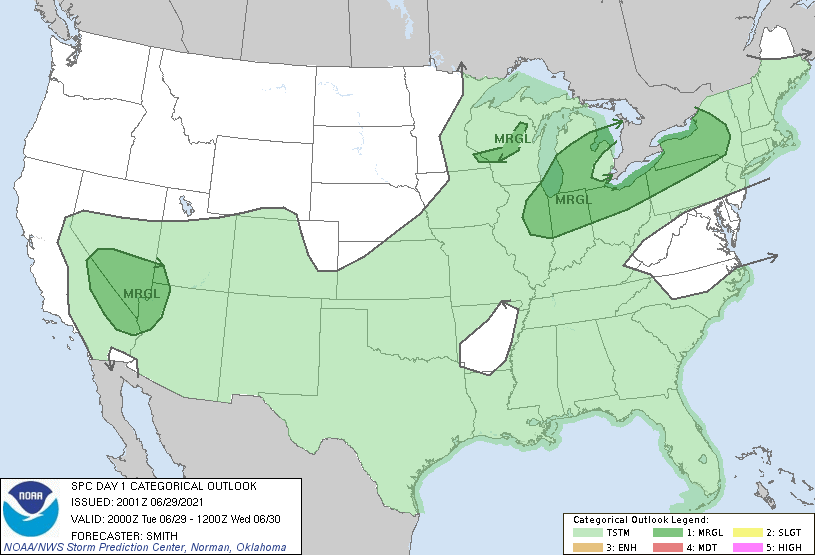 MRGL
MRGL
MRGL
NOAA
SPC DAY 1 CATEGORICAL OUTLOOK
ISSUED: 2001Z 06/29/2021
VALID: 2000Z Tue 06/29 - 1200Z Wed 06/30
FORECASTER: SMITH
NOAA/NWS Storm Prediction Center, Norman, Oklahoma
Categorical Outlook Legend:
TSTM 1: MRGL 2: SLGT
3: ENH 4: MDT 5: HIGH